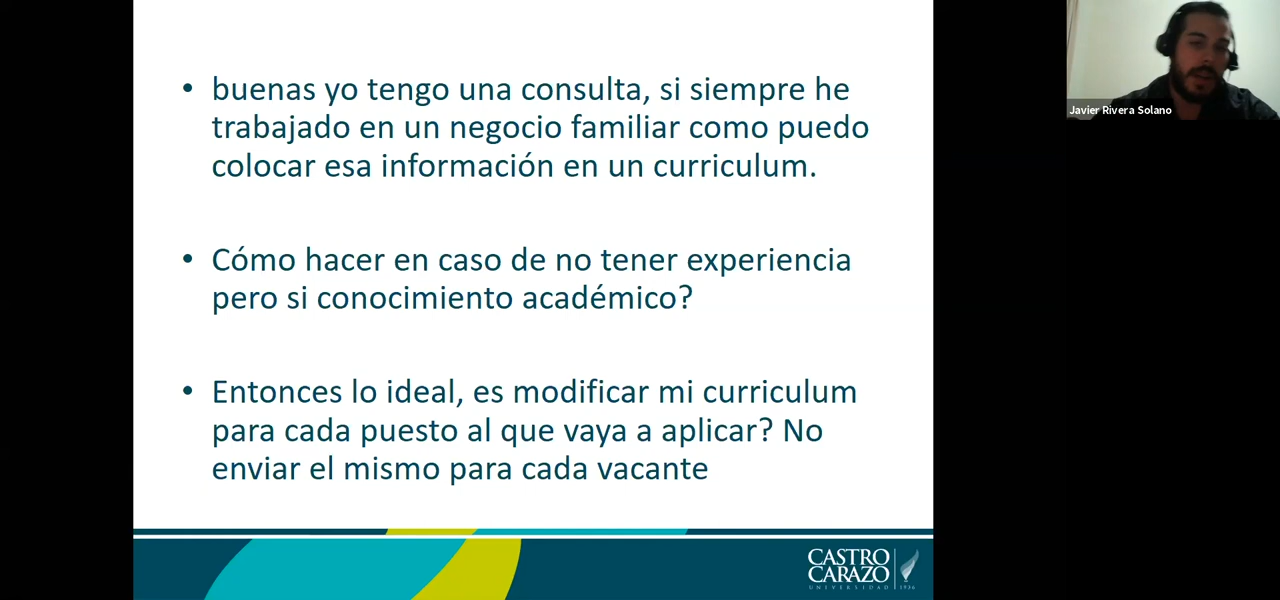 • buenas yo tengo una consulta, si siempre he
trabajado en un negocio familiar como puedo
colocar esa información en un curriculum.
• Cómo hacer en caso de no tener experiencia
pero si conocimiento académico?
• Entonces lo ideal, es modificar mi curriculum
para cada puesto al que vaya a aplicar? No
enviar el mismo para cada vacante
Javier Rivera Solano
CASTRO
CARAZO
UNIVERSIDAD 1936